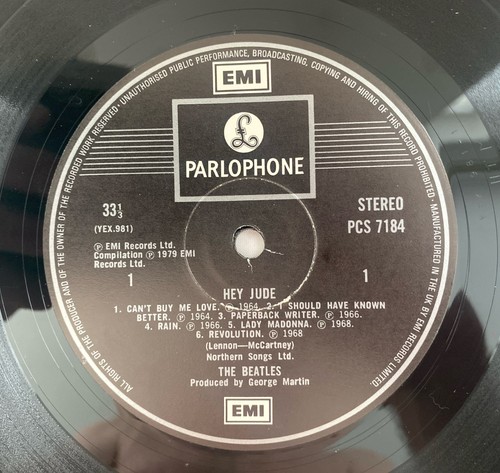 UNAUTHORISED PUBLIC PERFORMANCE, BROADCASTING, COPYING AND HIRING OF THIS RECORD PROHIBITED · MANUFACTURED IN THE UK BY EMI RECORDS LIMITED
ALL RIGHTS OF THE PRODUCER AND OF THE OWNER OF THE RECORDED WORK RESERVED ·
EMI
£
PARLOPHONE
33⅓
(YEX.981)
STEREO
PCS 7184
℗ EMI Records Ltd.
Compilation ℗ 1979 EMI
Records Ltd.
1
1
HEY JUDE
1. CAN'T BUY ME LOVE. ℗ 1964. 2. I SHOULD HAVE KNOWN
BETTER. ℗ 1964. 3. PAPERBACK WRITER. ℗ 1966.
4. RAIN. ℗ 1966. 5. LADY MADONNA. ℗ 1968.
6. REVOLUTION. ℗ 1968
(Lennon—McCartney)
Northern Songs Ltd.
THE BEATLES
Produced by George Martin
EMI